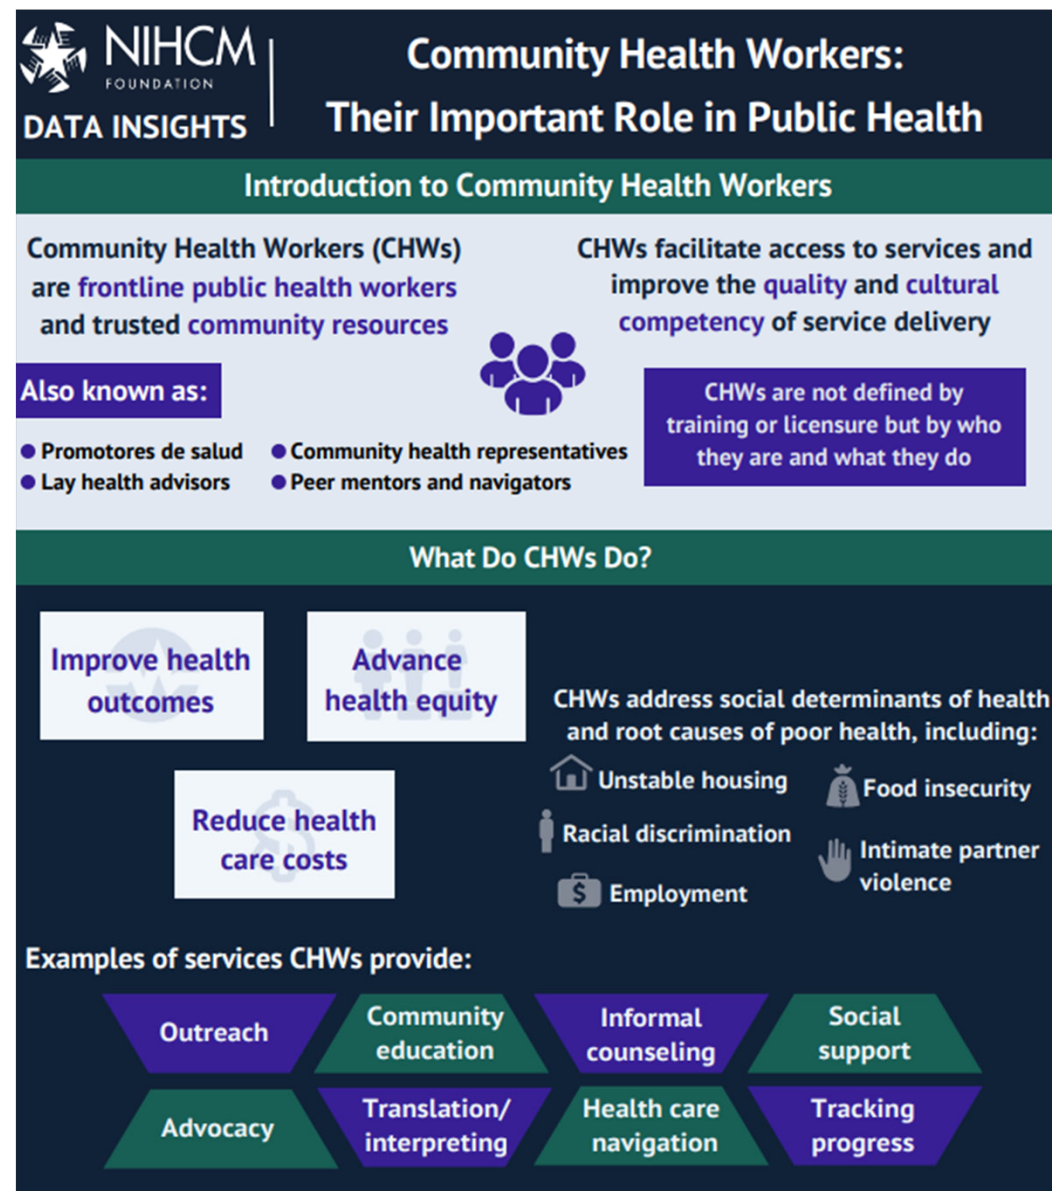 NIHCM
FOUNDATION
DATA INSIGHTS
Community Health Workers:
Their Important Role in Public Health
Introduction to Community Health Workers
Community Health Workers (CHWs)
are frontline public health workers
and trusted community resources
CHWs facilitate access to services and
improve the quality and cultural
competency of service delivery
Also known as:
● Promotores de salud
● Lay health advisors
● Community health representatives
● Peer mentors and navigators
CHWs are not defined by
training or licensure but by who
they are and what they do
What Do CHWs Do?
Improve health
outcomes
Advance
health equity
Reduce health
care costs
CHWs address social determinants of health
and root causes of poor health, including:
Unstable housing
Food insecurity
Racial discrimination
Intimate partner
violence
$
Employment
Examples of services CHWs provide:
Outreach
Community
education
Informal
counseling
Social
support
Advocacy
Translation/
interpreting
Health care
navigation
Tracking
progress